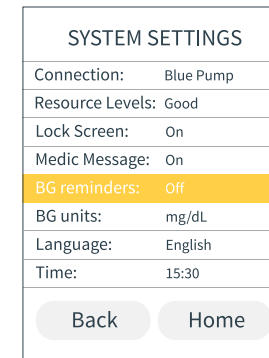 SYSTEM SETTINGS
Connection: Blue Pump
Resource Levels: Good
Lock Screen: On
Medic Message: On
BG reminders: Off
BG units: mg/dL
Language: English
Time: 15:30
Back Home